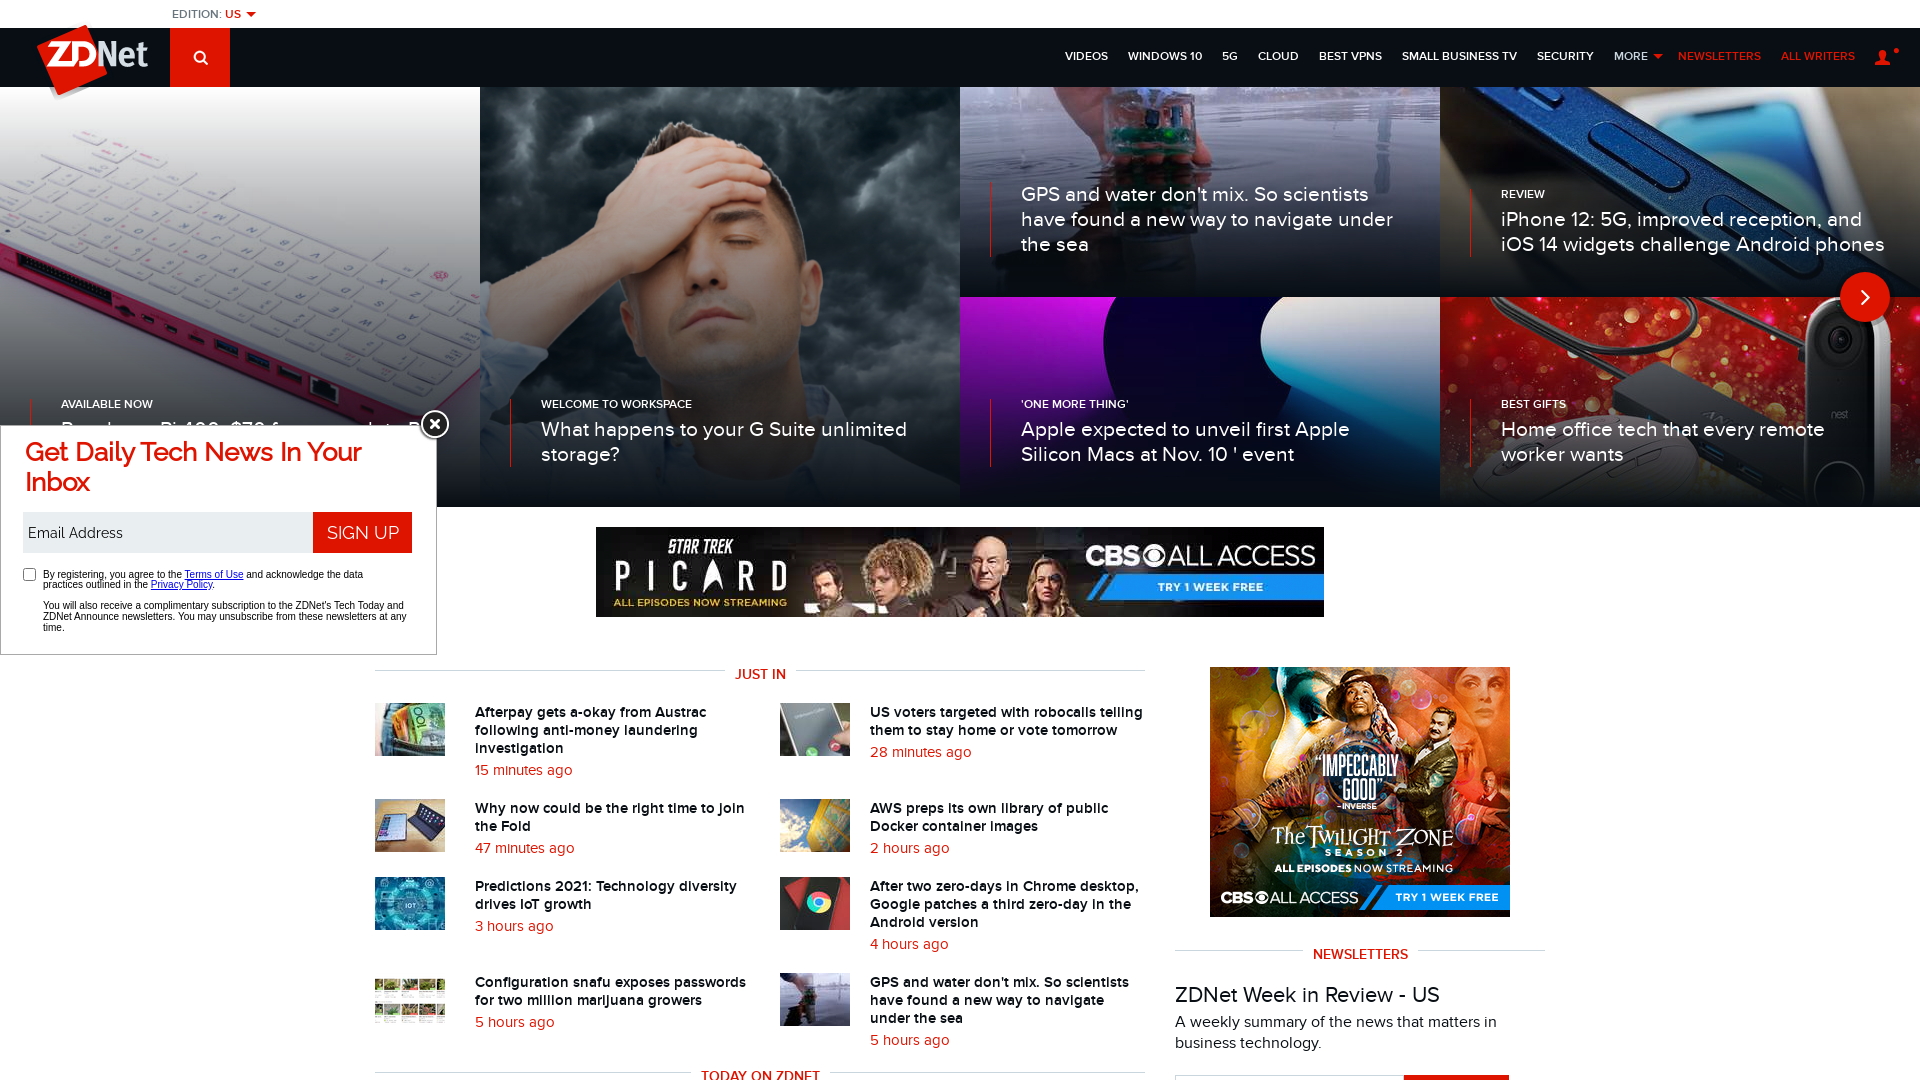 EDITION: US
ZDNet
VIDEOS WINDOWS 10 5G CLOUD BEST VPNS SMALL BUSINESS TV SECURITY MORE NEWSLETTERS ALL WRITERS
AVAILABLE NOW
WELCOME TO WORKSPACE
What happens to your G Suite unlimited
storage?
GPS and water don't mix. So scientists
have found a new way to navigate under
the sea
REVIEW
iPhone 12: 5G, improved reception, and
iOS 14 widgets challenge Android phones
'ONE MORE THING'
Apple expected to unveil first Apple
Silicon Macs at Nov. 10 ' event
BEST GIFTS
Home office tech that every remote
worker wants
nest
Get Daily Tech News In Your
Inbox
Email Address
SIGN UP
By registering, you agree to the Terms of Use and acknowledge the data
practices outlined in the Privacy Policy.
You will also receive a complimentary subscription to the ZDNet's Tech Today and
ZDNet Announce newsletters. You may unsubscribe from these newsletters at any
time.
STAR TREK
PICARD
ALL EPISODES NOW STREAMING
CBS ALL ACCESS
TRY 1 WEEK FREE
JUST IN
Afterpay gets a-okay from Austrac
following anti-money laundering
investigation
15 minutes ago
US voters targeted with robocalls telling
them to stay home or vote tomorrow
28 minutes ago
Why now could be the right time to join
the Fold
47 minutes ago
AWS preps its own library of public
Docker container images
2 hours ago
Predictions 2021: Technology diversity
drives IoT growth
3 hours ago
After two zero-days in Chrome desktop,
Google patches a third zero-day in the
Android version
4 hours ago
Configuration snafu exposes passwords
for two million marijuana growers
5 hours ago
GPS and water don't mix. So scientists
have found a new way to navigate
under the sea
5 hours ago
TODAY ON ZDNET
"IMPECCABLY
GOOD"
–INVERSE
The TWILIGHT ZONE
SEASON 2
ALL EPISODES NOW STREAMING
CBS ALL ACCESS
TRY 1 WEEK FREE
NEWSLETTERS
ZDNet Week in Review - US
A weekly summary of the news that matters in
business technology.